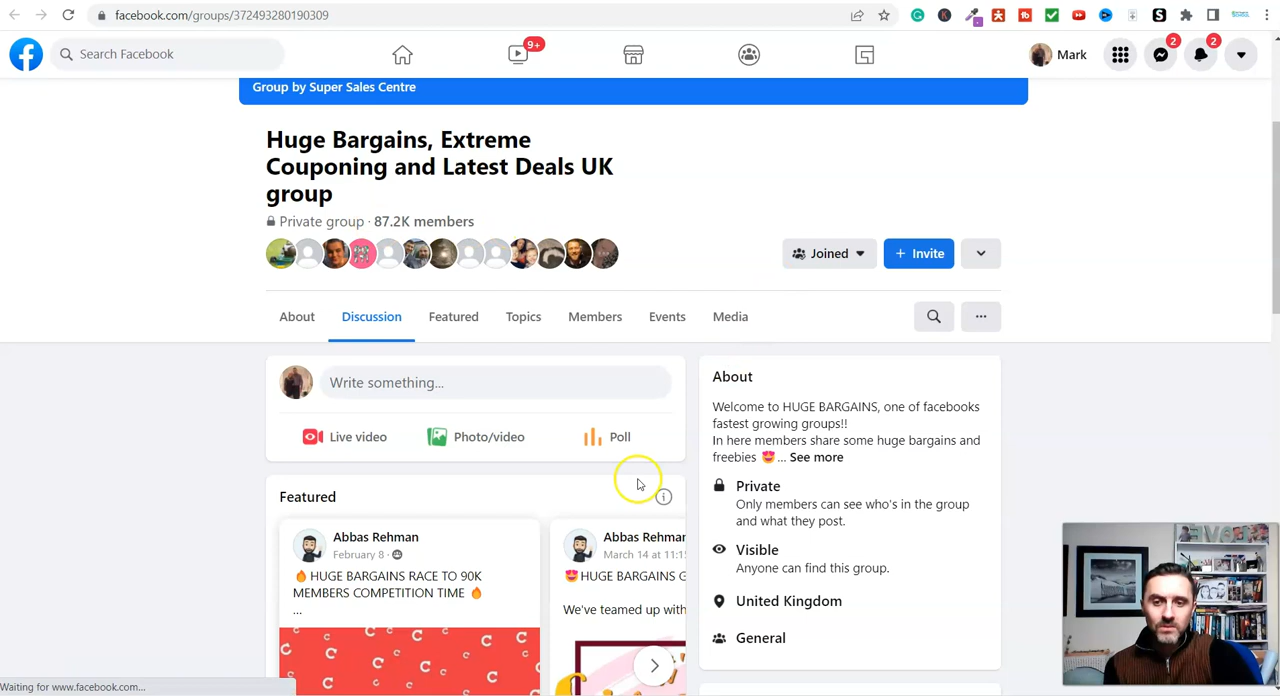 facebook.com/groups/372493280190309
Search Facebook
9+
Mark
2
2
Group by Super Sales Centre
Huge Bargains, Extreme
Couponing and Latest Deals UK
group
Private group · 87.2K members
Joined
+ Invite
About
Discussion
Featured
Topics
Members
Events
Media
Write something...
Live video
Photo/video
Poll
Featured
Abbas Rehman
February 8 ·
🔥HUGE BARGAINS RACE TO 90K
MEMBERS COMPETITION TIME 🔥
...
Abbas Rehmar
March 14 at 11:15
😍HUGE BARGAINS G
We've teamed up with
About
Welcome to HUGE BARGAINS, one of facebooks
fastest growing groups!!
In here members share some huge bargains and
freebies 😍 ... See more
Private
Only members can see who's in the group
and what they post.
Visible
Anyone can find this group.
United Kingdom
General
Waiting for www.facebook.com...